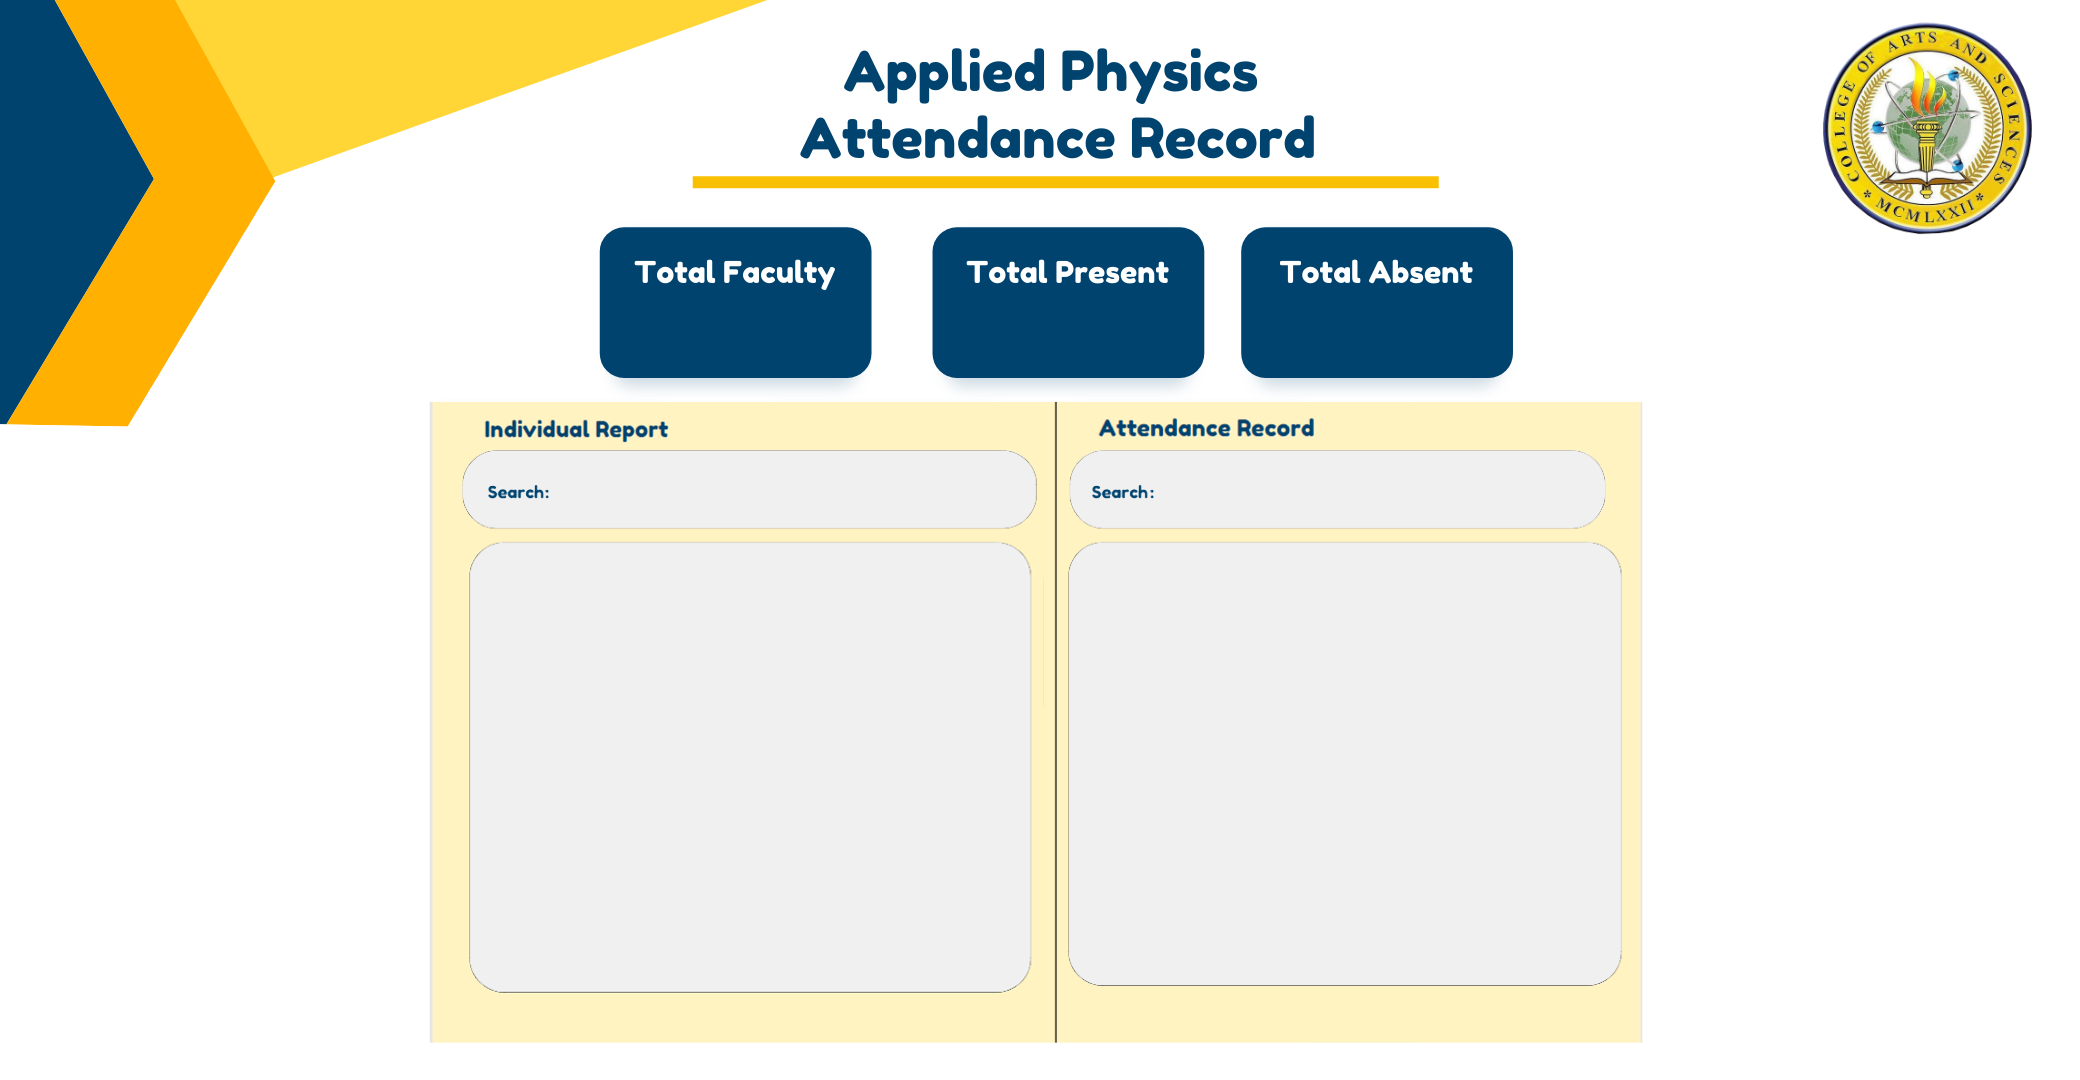 Applied Physics
Attendance Record
COLLEGE OF ARTS AND SCIENCES
* MCMLXXII *
Total Faculty
Total Present
Total Absent
Individual Report
Attendance Record
Search:
Search: